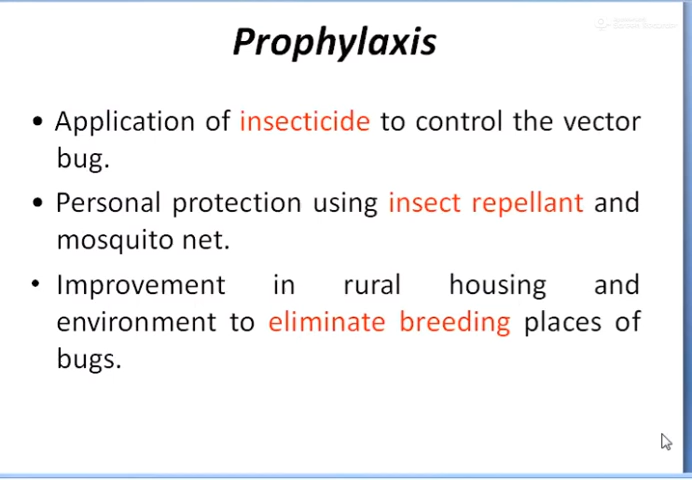 Prophylaxis
• Application of insecticide to control the vector
bug.
• Personal protection using insect repellant and
mosquito net.
• Improvement in rural housing and
environment to eliminate breeding places of
bugs.